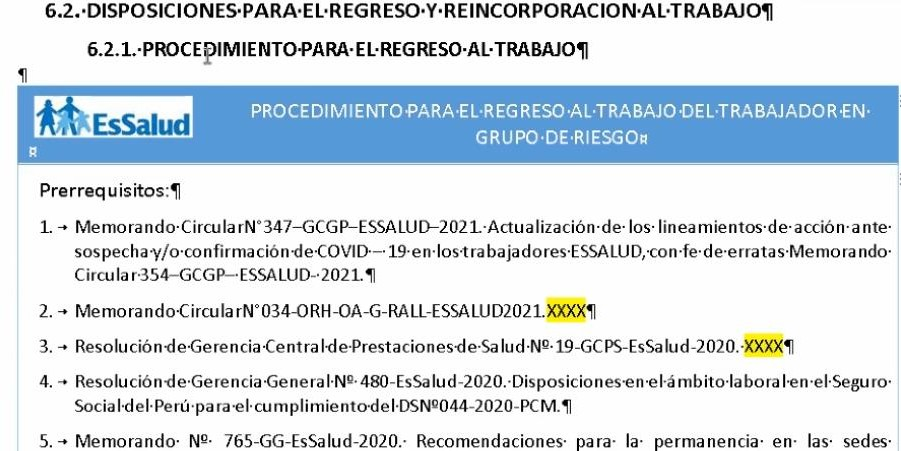 6.2. DISPOSICIONES PARA EL REGRESO Y REINCORPORACION AL TRABAJO¶
6.2.1. PROCEDIMIENTO PARA EL REGRESO AL TRABAJO¶
¶
EsSalud
PROCEDIMIENTO PARA EL REGRESO AL TRABAJO DEL TRABAJADOR EN
GRUPO DE RIESGO¤
¤
Prerrequisitos:¶
1. → Memorando CircularN°347–GCGP–ESSALUD–2021. Actualización de los lineamientos de acción ante
sospecha y/o confirmación de COVID – 19 en los trabajadores ESSALUD, con fe de erratas Memorando
Circular 354–GCGP– ESSALUD- 2021.¶
2. → Memorando CircularN°034-ORH-OA-G-RALL-ESSALUD2021.XXXX¶
3. → Resolución de Gerencia Central de Prestaciones de Salud Nº 19-GCPS-EsSalud-2020. XXXX¶
4. → Resolución de Gerencia General Nº 480-EsSalud-2020. Disposiciones en el ámbito laboral en el Seguro
Social del Perú para el cumplimiento del DSNº044-2020-PCM.¶
5. → Memorando Nº 765-GG-EsSalud-2020. Recomendaciones para la permanencia en las sedes